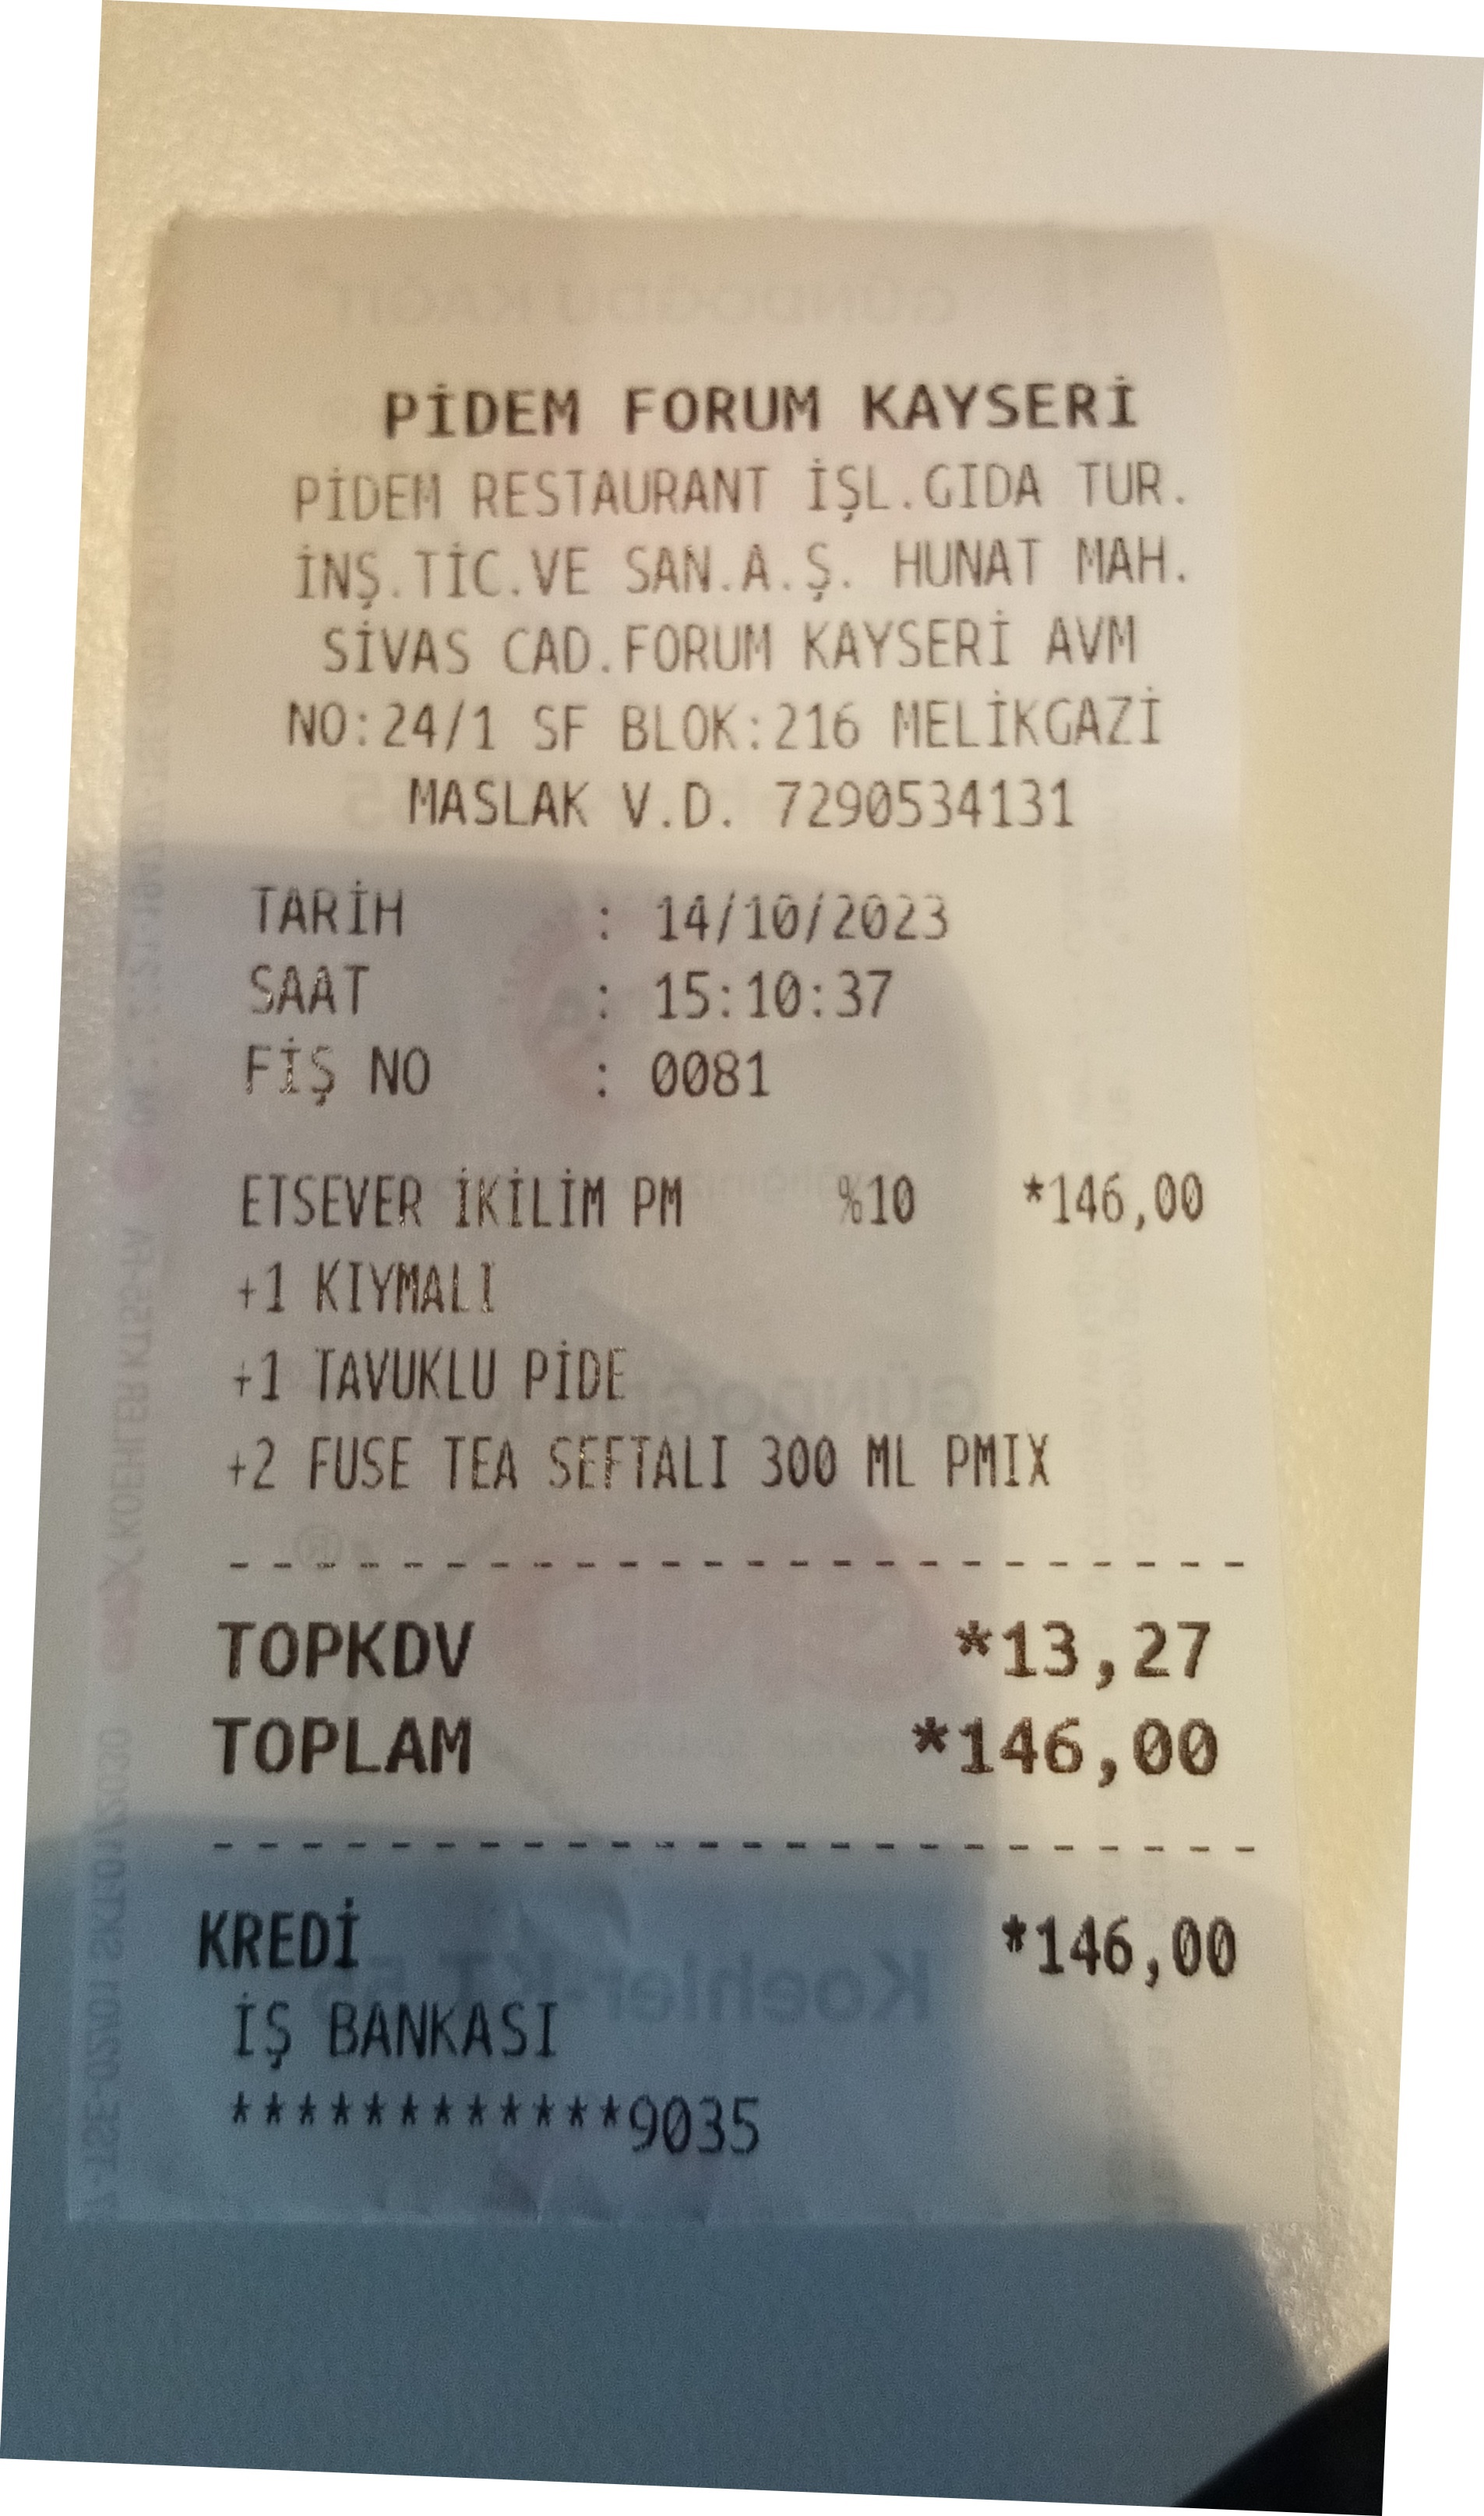 PİDEM FORUM KAYSERİ
PİDEM RESTAURANT İŞL.GIDA TUR.
İNŞ.TİC.VE SAN.A.Ş. HUNAT MAH.
SİVAS CAD.FORUM KAYSERİ AVM
NO:24/1 SF BLOK:216 MELİKGAZİ
MASLAK V.D. 7290534131
TARİH : 14/10/2023
SAAT : 15:10:37
FİŞ NO : 0081
ETSEVER İKİLİM PM %10 *146,00
+1 KIYMALI
+1 TAVUKLU PİDE
+2 FUSE TEA SEFTALI 300 ML PMIX
TOPKDV *13,27
TOPLAM *146,00
KREDİ *146,00
İŞ BANKASI
************9035